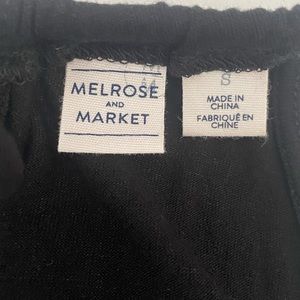 MELROSE
AND
MARKET
S
MADE IN
CHINA
FABRIQUÉ EN
CHINE